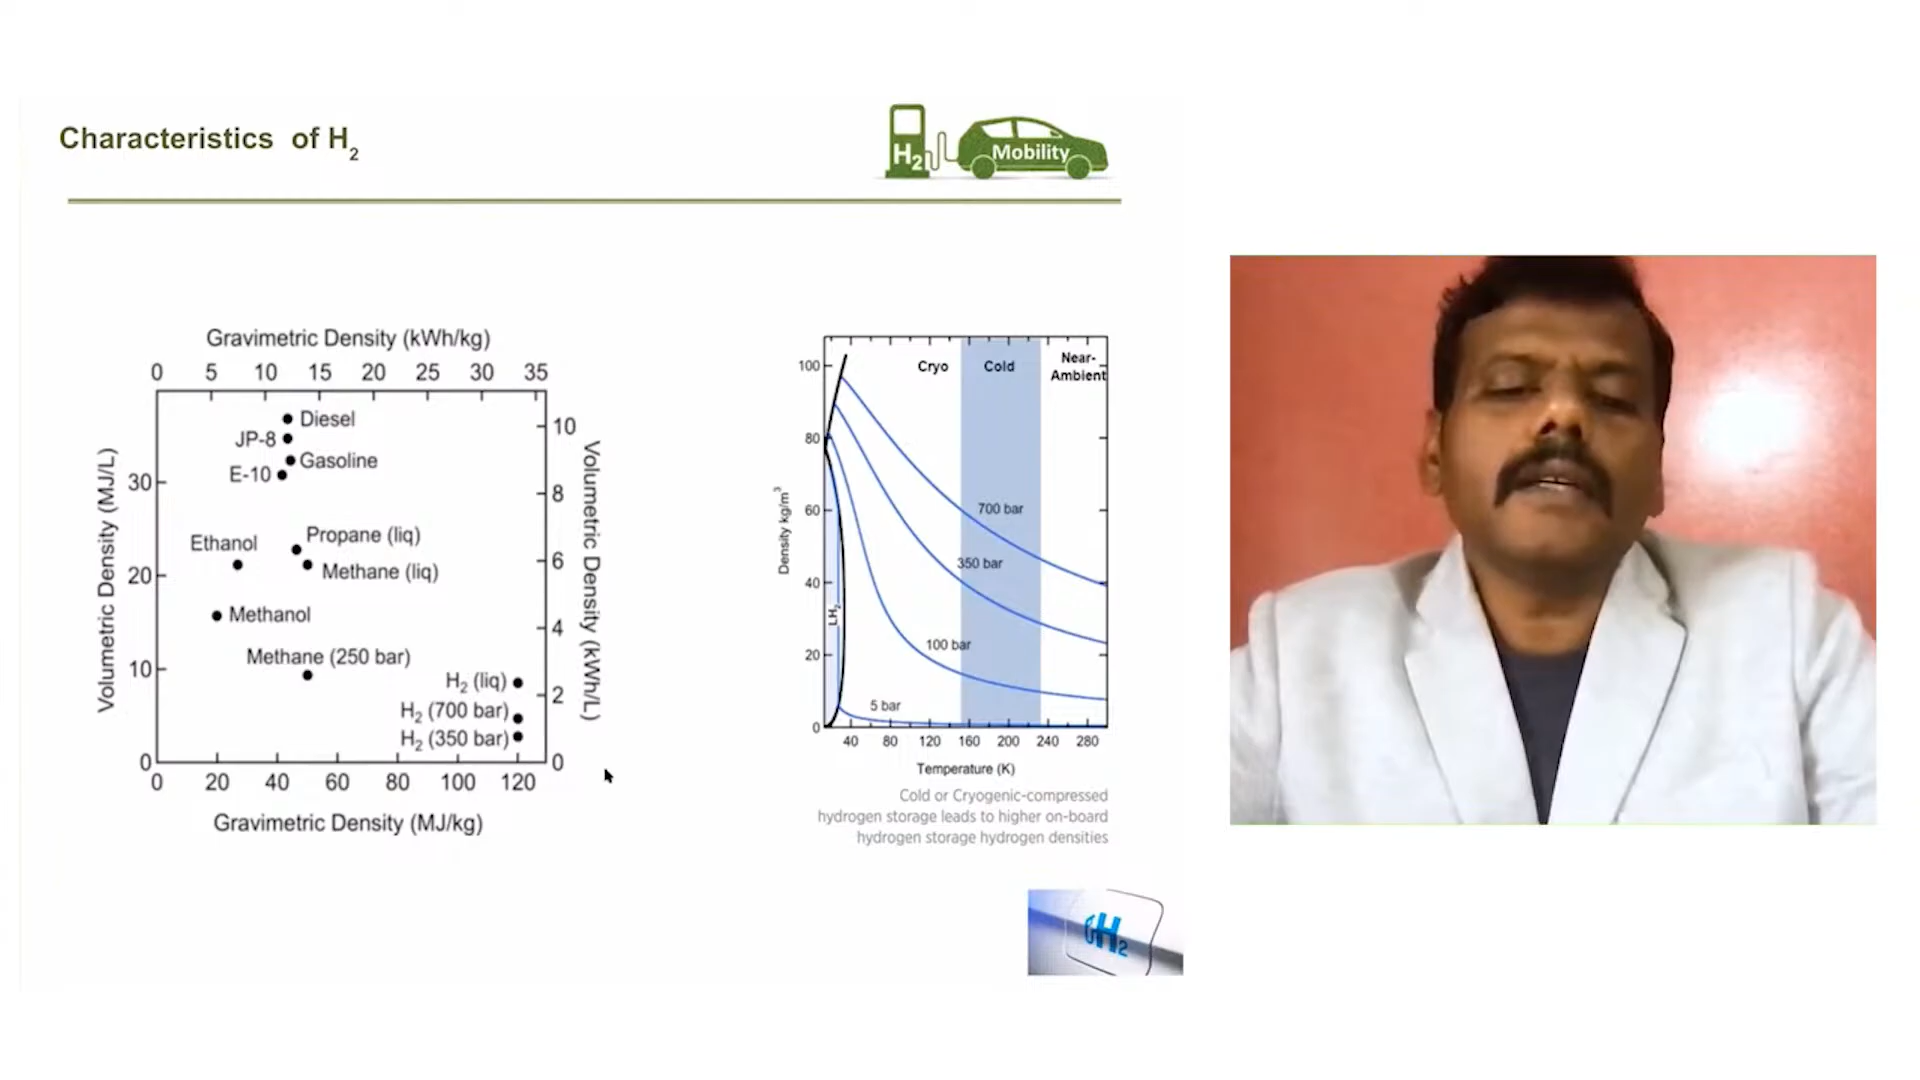 Characteristics of H2
H2
Mobility
Gravimetric Density (kWh/kg)
0 5 10 15 20 25 30 35
Diesel
JP-8
Gasoline
E-10
Ethanol
Propane (liq)
Methane (liq)
Methanol
Methane (250 bar)
H2 (liq)
H2 (700 bar)
H2 (350 bar)
Volumetric Density (MJ/L)
30
20
10
0
10
8
6
4
2
0
Volumetric Density (kWh/L)
20 40 60 80 100 120
Gravimetric Density (MJ/kg)
Cryo
Cold
Near-
Ambient
100
80
60
40
20
0
Density kg/m3
700 bar
350 bar
100 bar
5 bar
LH2
40 80 120 160 200 240 280
Temperature (K)
Cold or Cryogenic-compressed
hydrogen storage leads to higher on-board
hydrogen storage hydrogen densities
H2